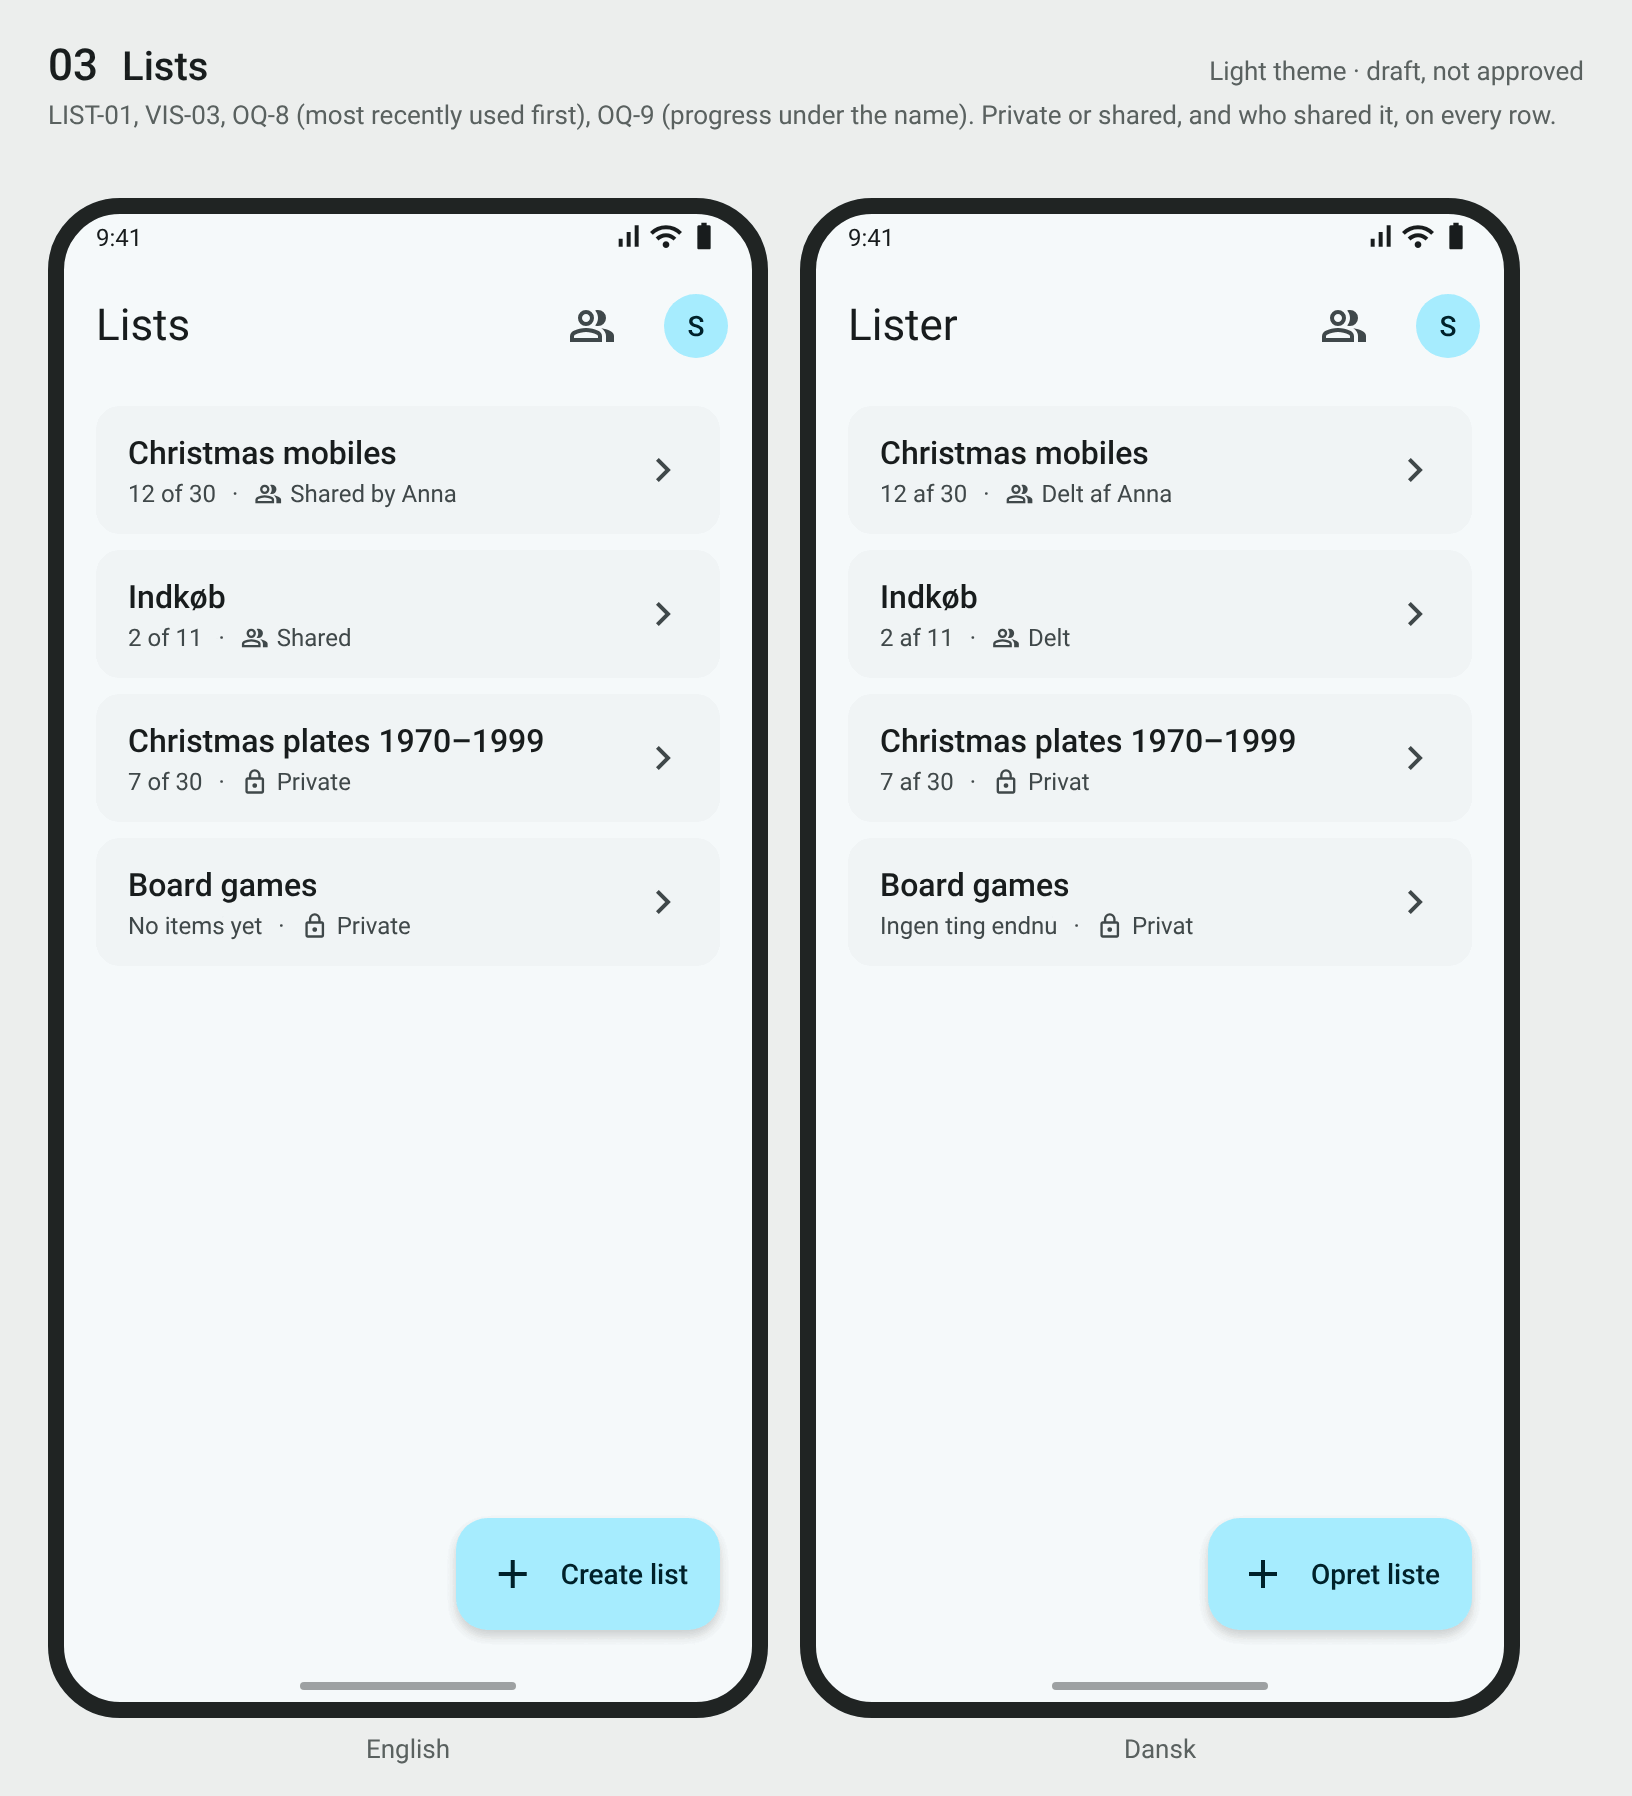 03 Lists
Light theme · draft, not approved
LIST-01, VIS-03, OQ-8 (most recently used first), OQ-9 (progress under the name). Private or shared, and who shared it, on every row.
9:41
Lists
S
Christmas mobiles
12 of 30 · Shared by Anna
Indkøb
2 of 11 · Shared
Christmas plates 1970–1999
7 of 30 · Private
Board games
No items yet · Private
Create list
English
9:41
Lister
S
Christmas mobiles
12 af 30 · Delt af Anna
Indkøb
2 af 11 · Delt
Christmas plates 1970–1999
7 af 30 · Privat
Board games
Ingen ting endnu · Privat
Opret liste
Dansk